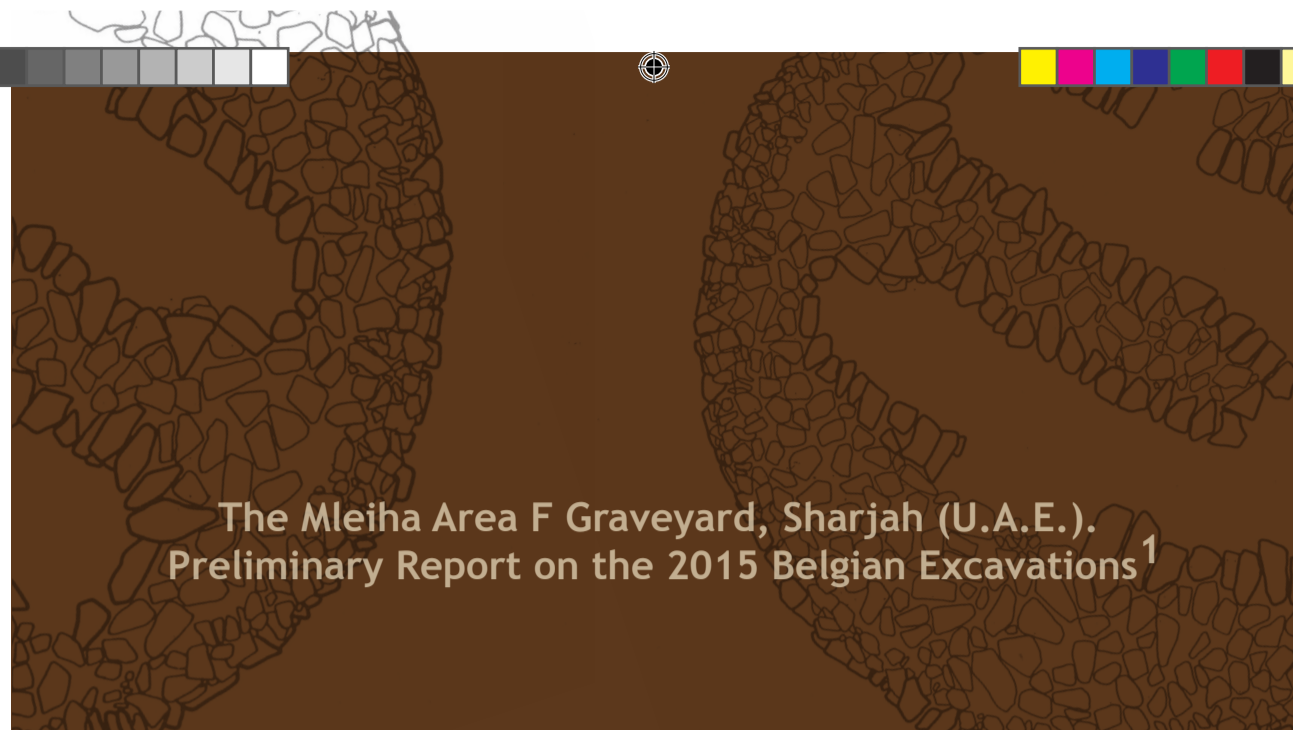 The Mleiha Area F Graveyard, Sharjah (U.A.E.).
Preliminary Report on the 2015 Belgian Excavations1